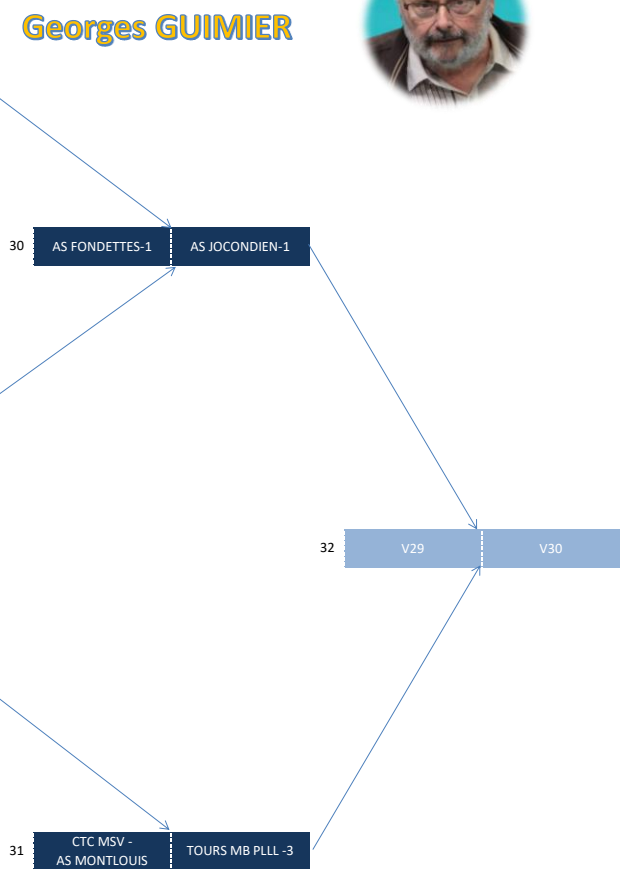 Georges GUIMIER
30 AS FONDETTES-1 AS JOCONDIEN-1
32 V29 V30
31 CTC MSV -
AS MONTLOUIS TOURS MB PLLL -3